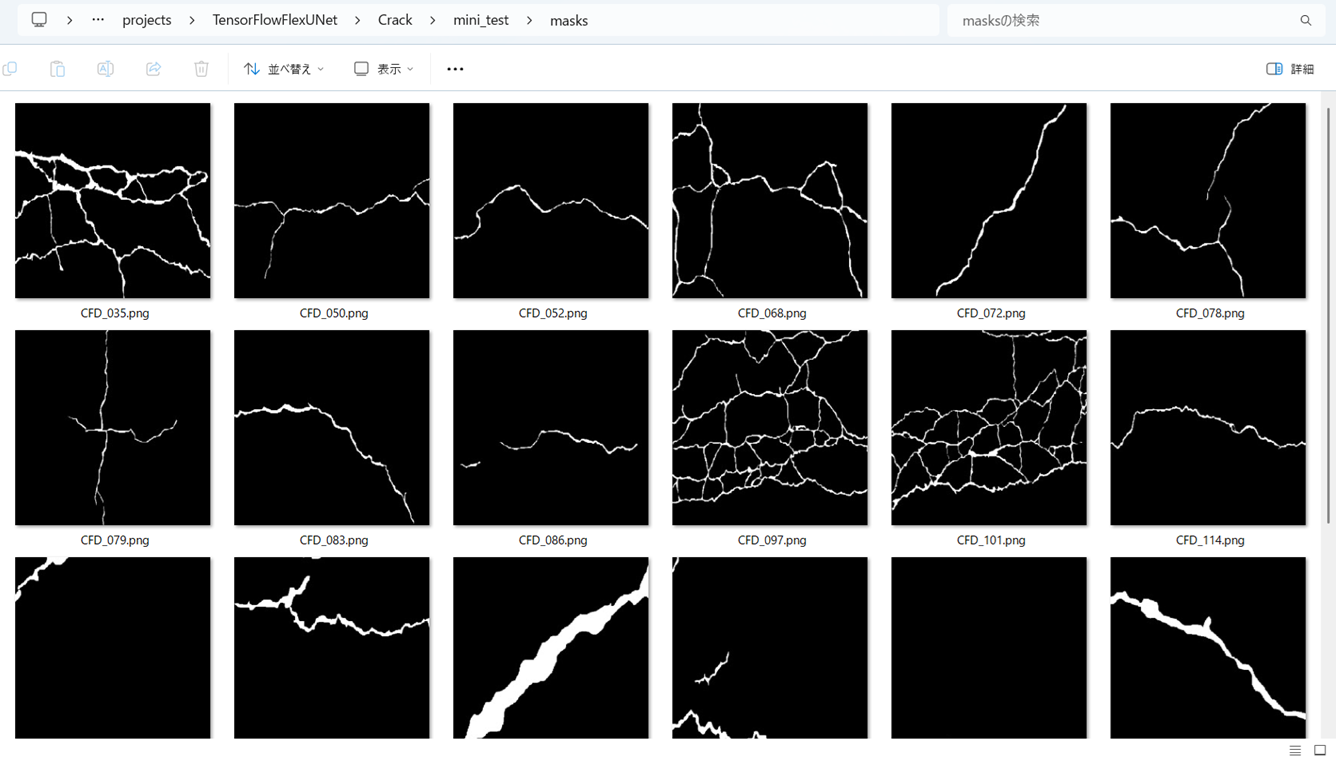 projects > TensorFlowFlexUNet > Crack > mini_test > masks
masksの検索
並べ替え 表示 詳細
CFD_035.png CFD_050.png CFD_052.png CFD_068.png CFD_072.png CFD_078.png
CFD_079.png CFD_083.png CFD_086.png CFD_097.png CFD_101.png CFD_114.png